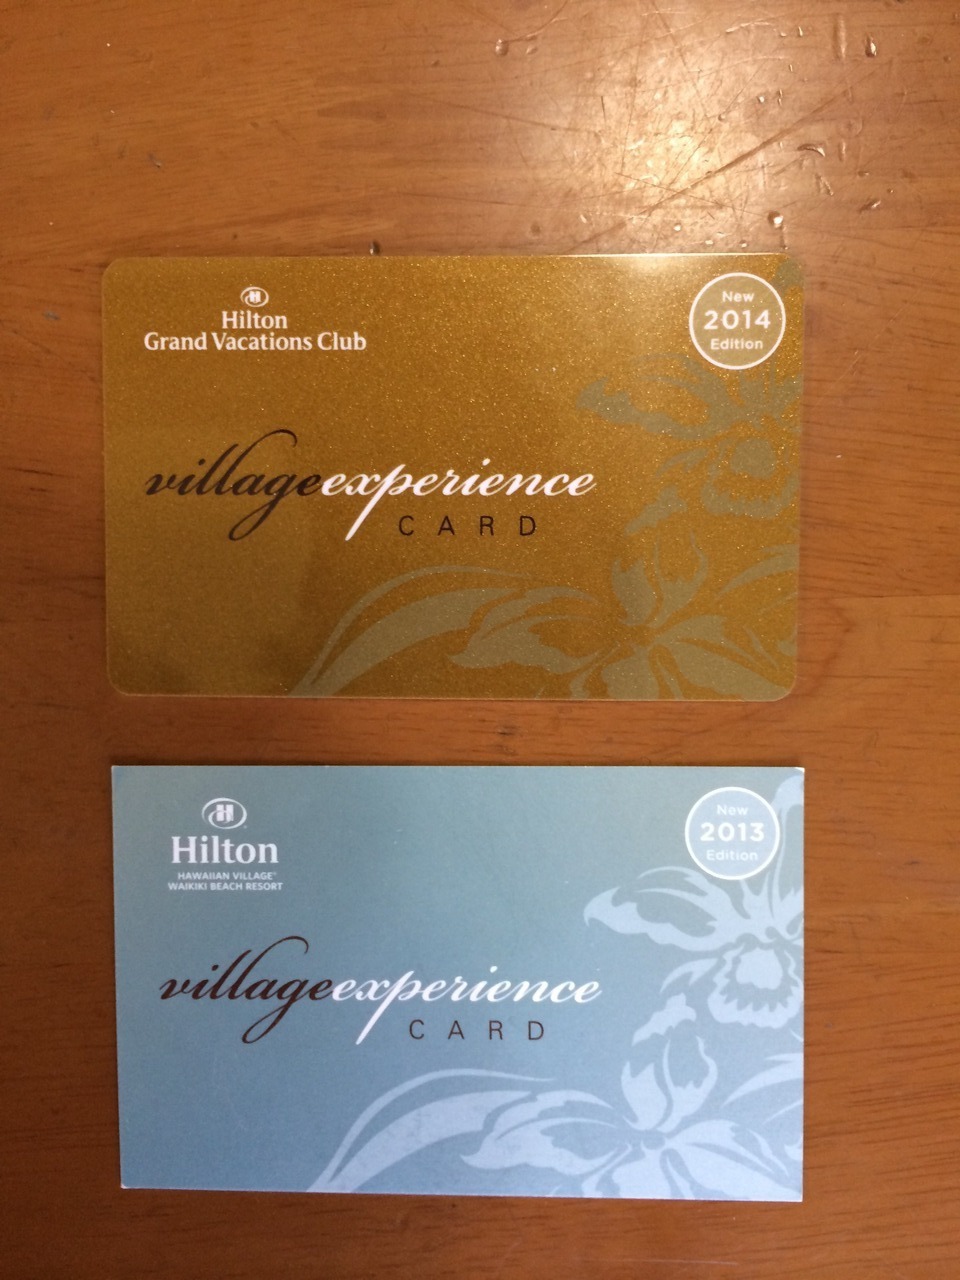 H
Hilton
Grand Vacations Club
New
2014
Edition
villageexperience
CARD
H
Hilton
HAWAIIAN VILLAGE®
WAIKIKI BEACH RESORT
New
2013
Edition
villageexperience
CARD